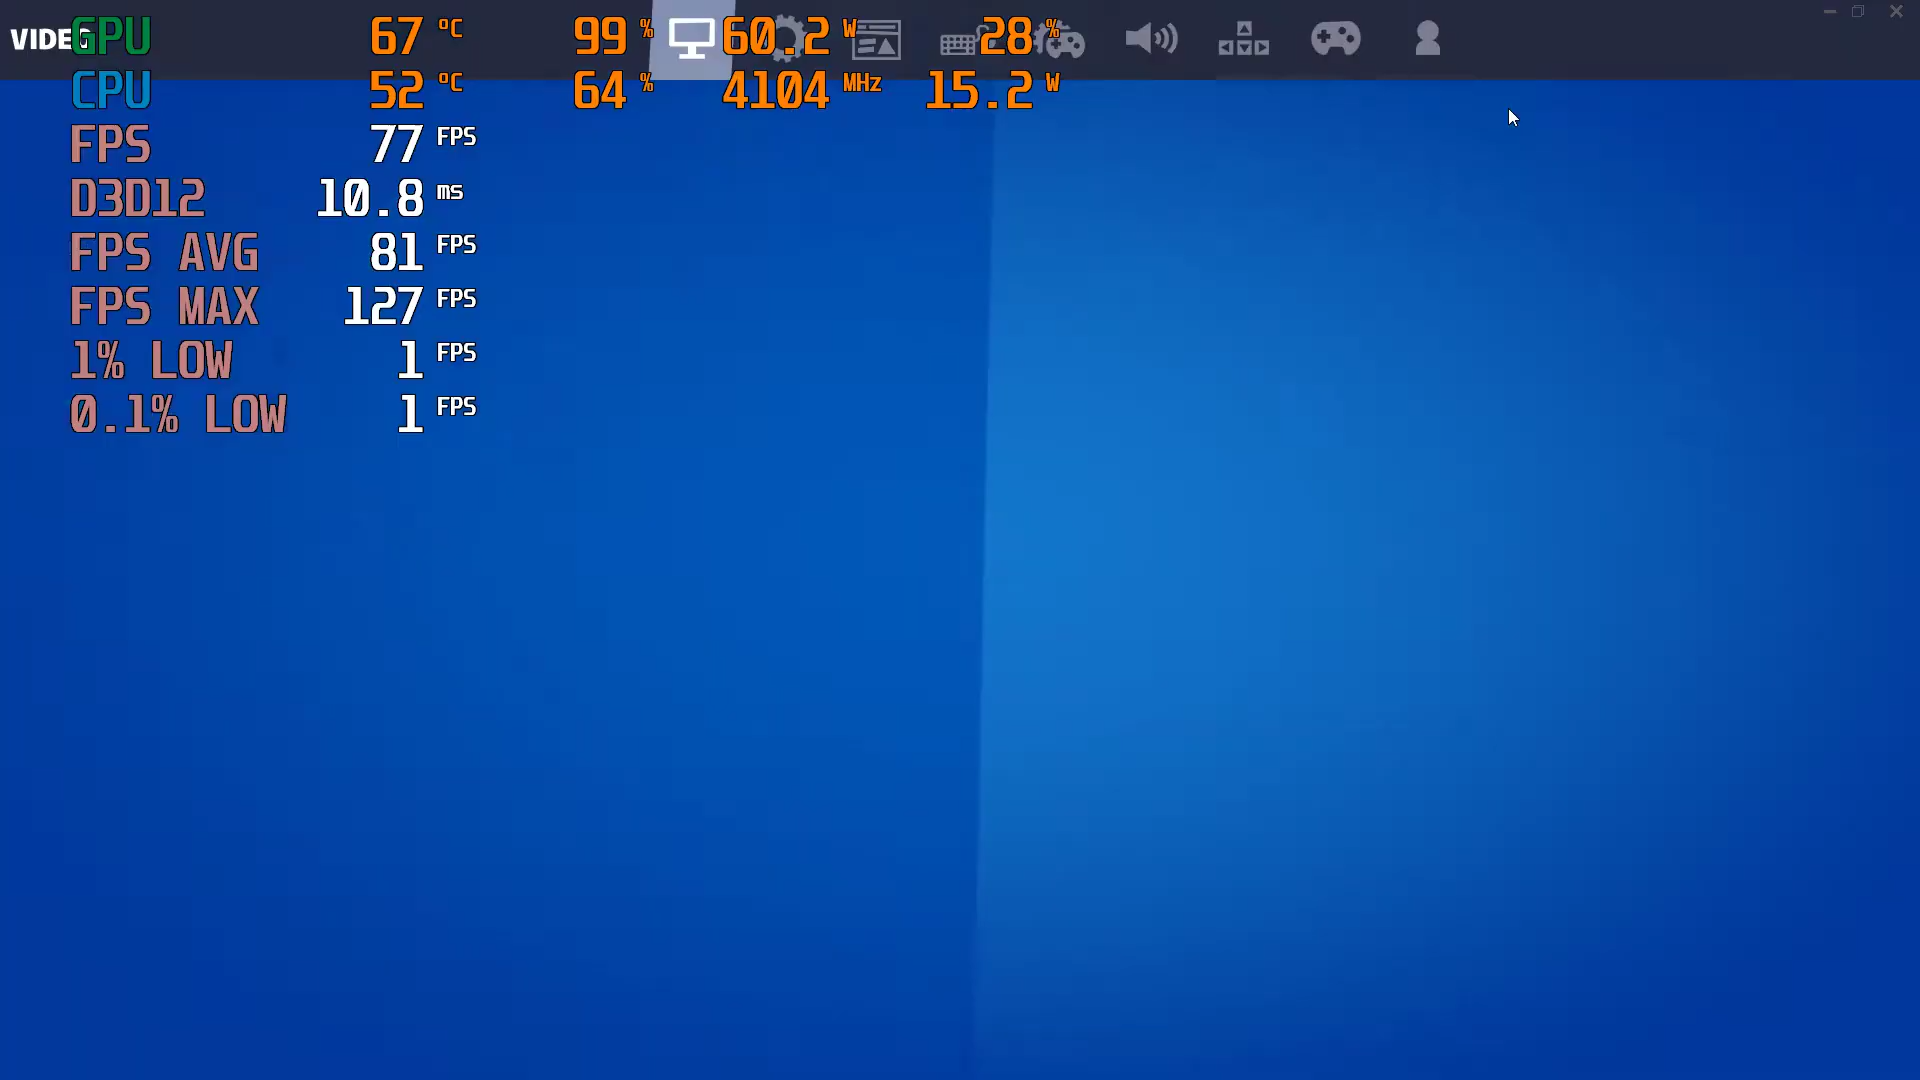 VIDEO
GPU 67 °C 99 % 60.2 W 28 %
CPU 52 °C 64 % 4104 MHz 15.2 W
FPS 77 FPS
D3D12 10.8 ms
FPS AVG 81 FPS
FPS MAX 127 FPS
1% LOW 1 FPS
0.1% LOW 1 FPS